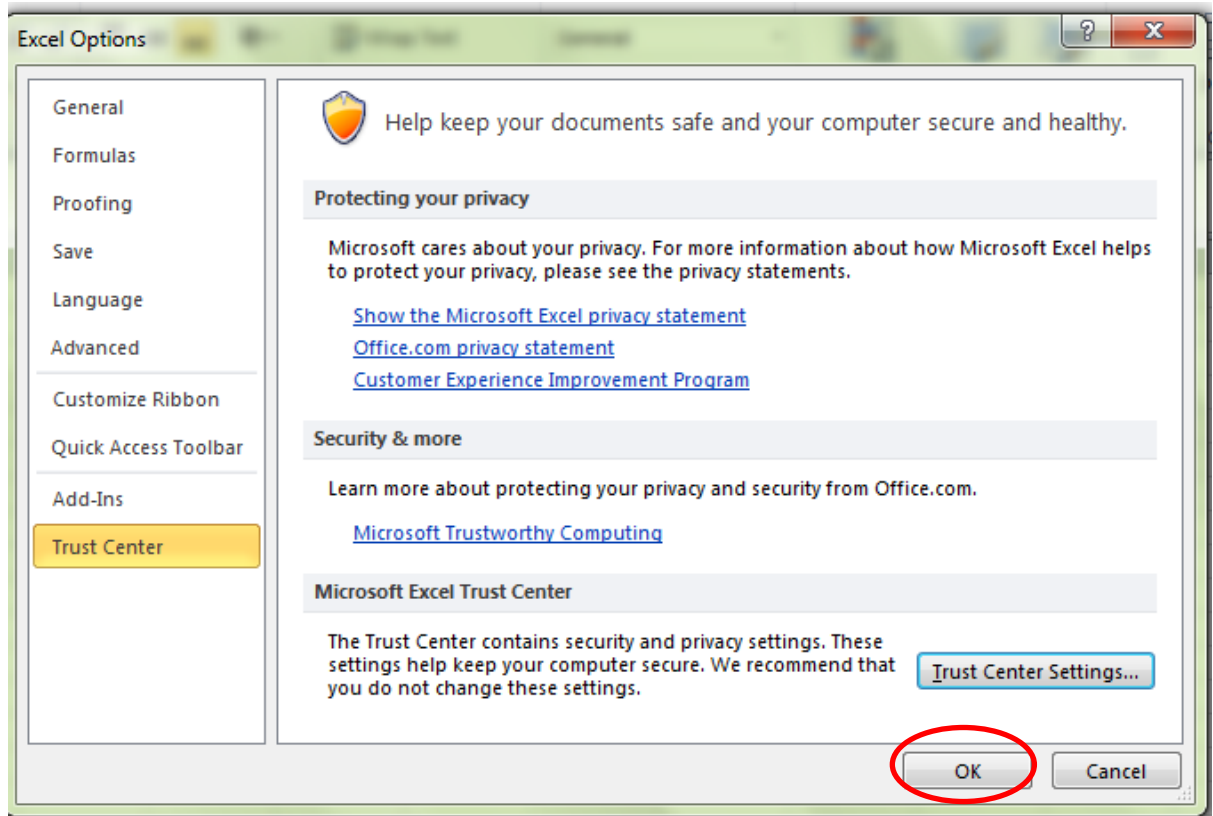 Excel Options
?
X
General
Formulas
Proofing
Save
Language
Advanced
Customize Ribbon
Quick Access Toolbar
Add-Ins
Trust Center
Help keep your documents safe and your computer secure and healthy.
Protecting your privacy
Microsoft cares about your privacy. For more information about how Microsoft Excel helps
to protect your privacy, please see the privacy statements.
Show the Microsoft Excel privacy statement
Office.com privacy statement
Customer Experience Improvement Program
Security & more
Learn more about protecting your privacy and security from Office.com.
Microsoft Trustworthy Computing
Microsoft Excel Trust Center
The Trust Center contains security and privacy settings. These
settings help keep your computer secure. We recommend that
you do not change these settings.
Trust Center Settings...
OK
Cancel